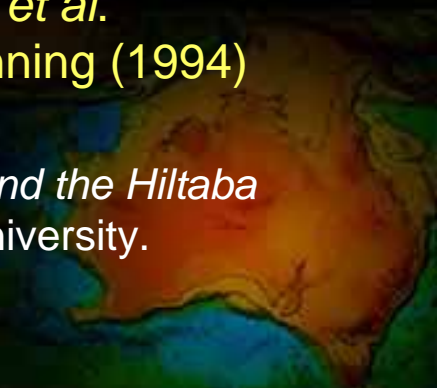 et al.
nning (1994)
nd the Hiltaba
niversity.